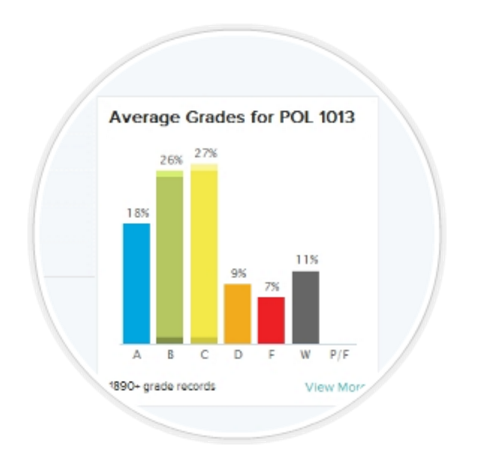 Average Grades for POL 1013
18% 26% 27% 9% 7% 11%
A B C D F W P/F
1890+ grade records View More